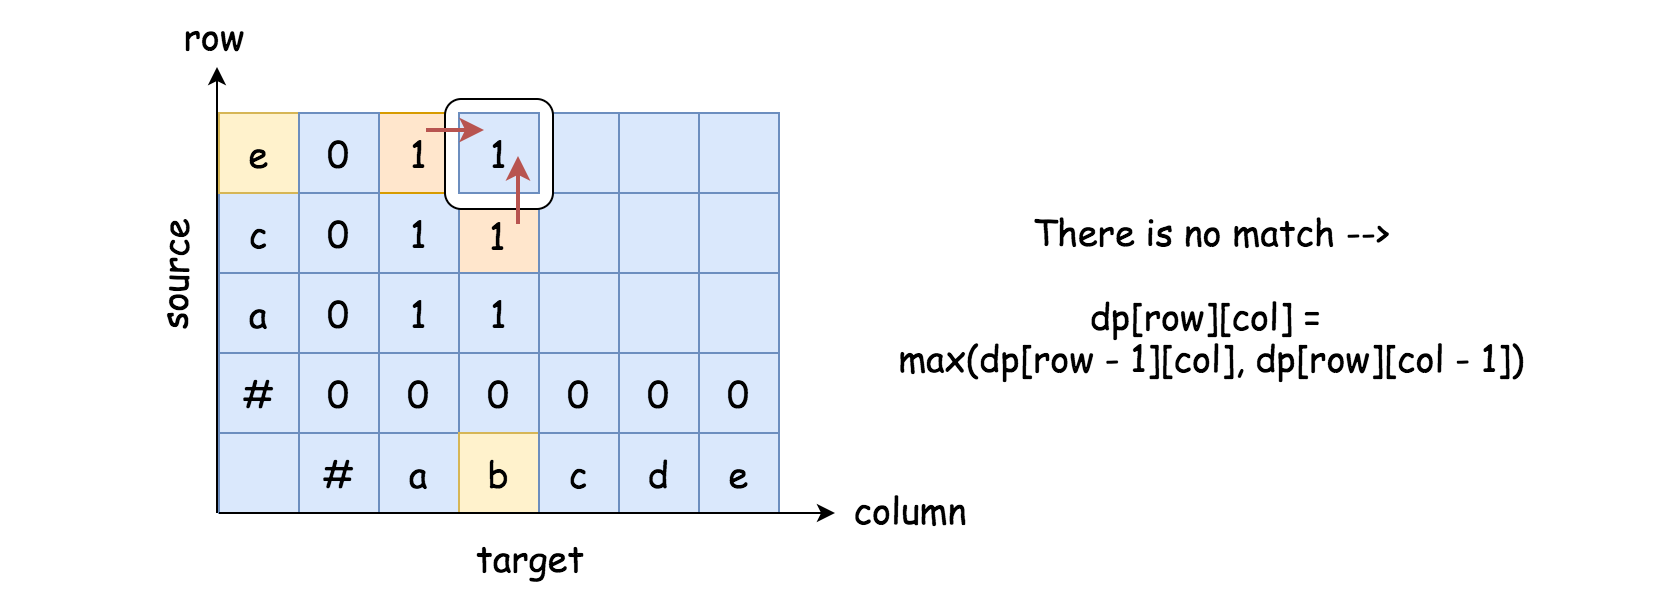 row
e 0 1 1
c 0 1 1
a 0 1 1
# 0 0 0 0 0 0
# a b c d e
source
column
target
There is no match -->
dp[row][col] =
max(dp[row - 1][col], dp[row][col - 1])